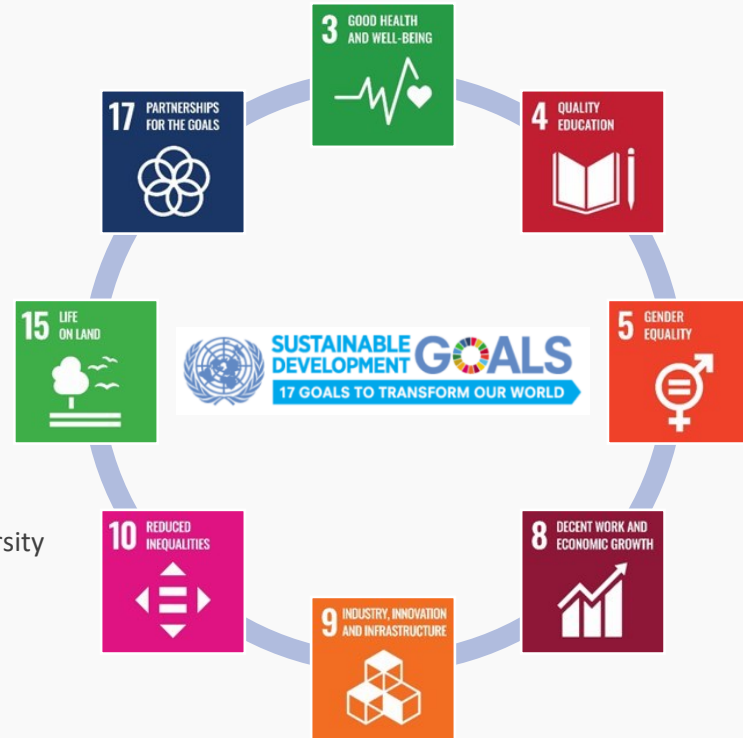 3 GOOD HEALTH
AND WELL-BEING
4 QUALITY
EDUCATION
5 GENDER
EQUALITY
8 DECENT WORK AND
ECONOMIC GROWTH
9 INDUSTRY, INNOVATION
AND INFRASTRUCTURE
10 REDUCED
INEQUALITIES
15 LIFE
ON LAND
17 PARTNERSHIPS
FOR THE GOALS
SUSTAINABLE
DEVELOPMENT GOALS
17 GOALS TO TRANSFORM OUR WORLD
rsity